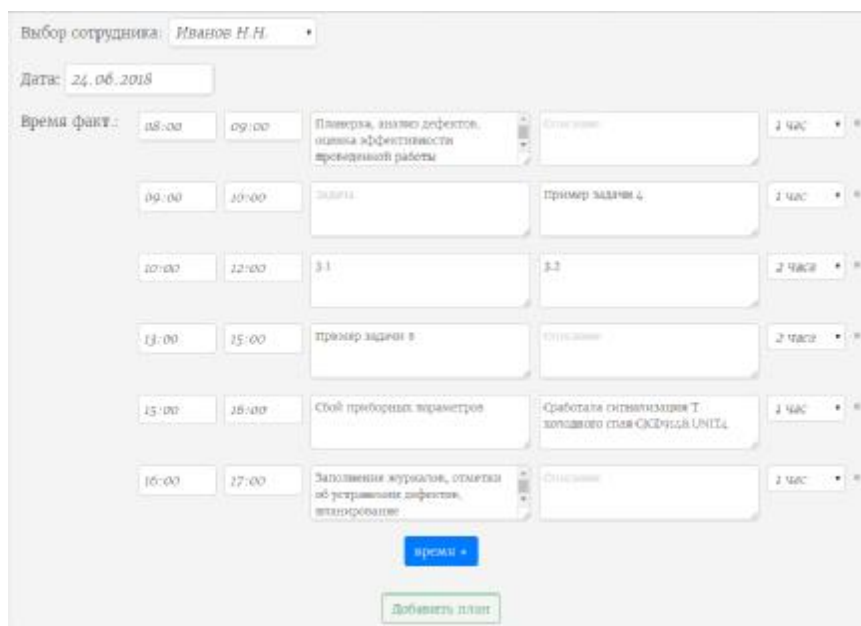 Выбор сотрудника: Иванов Н.Н.
Дата: 24.06.2018
Время факт.: 08:00 09:00 Планерка, анализ дефектов, Описание 1 час
оценка эффективности
проведенной работы
09:00 10:00 Задача Пример задачи 4 1 час
10:00 12:00 3.1 3.2 2 часа
13:00 15:00 Пример задачи 8 Описание 2 часа
15:00 16:00 Сбой приборных параметров Сработала сигнализация Т 1 час
холодного спая UNIT4
16:00 17:00 Заполнение журналов, отметки Описание 1 час
об устранении дефектов,
планирование
время +
Добавить план